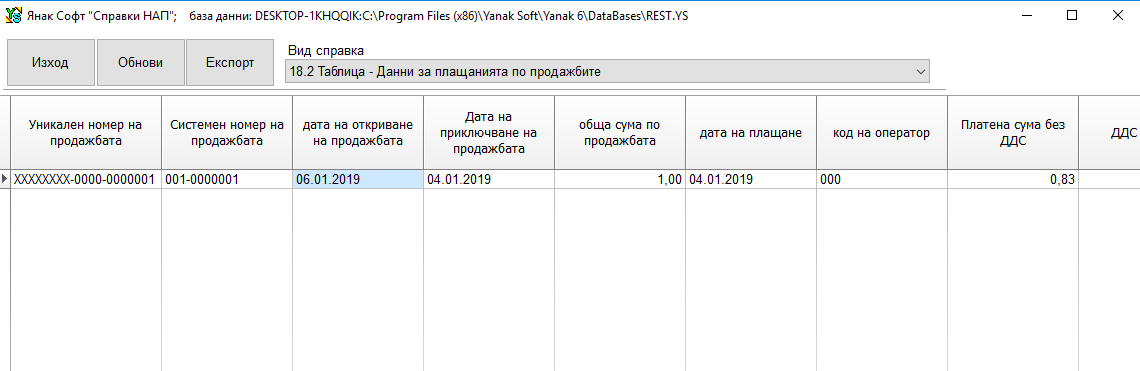 Янак Софт "Справки НАП"; база данни: DESKTOP-1KHQQIK:C:\Program Files (x86)\Yanak Soft\Yanak 6\DataBases\REST.YS
Изход
Обнови
Експорт
Вид справка
18.2 Таблица - Данни за плащанията по продажбите
Уникален номер на
продажбата
Системен номер на
продажбата
дата на откриване
на продажбата
Дата на
приключване на
продажбата
обща сума по
продажбата
дата на плащане
код на оператор
Платена сума без
ДДС
ДДС
XXXXXXXX-0000-0000001 001-0000001 06.01.2019 04.01.2019 1,00 04.01.2019 000 0,83